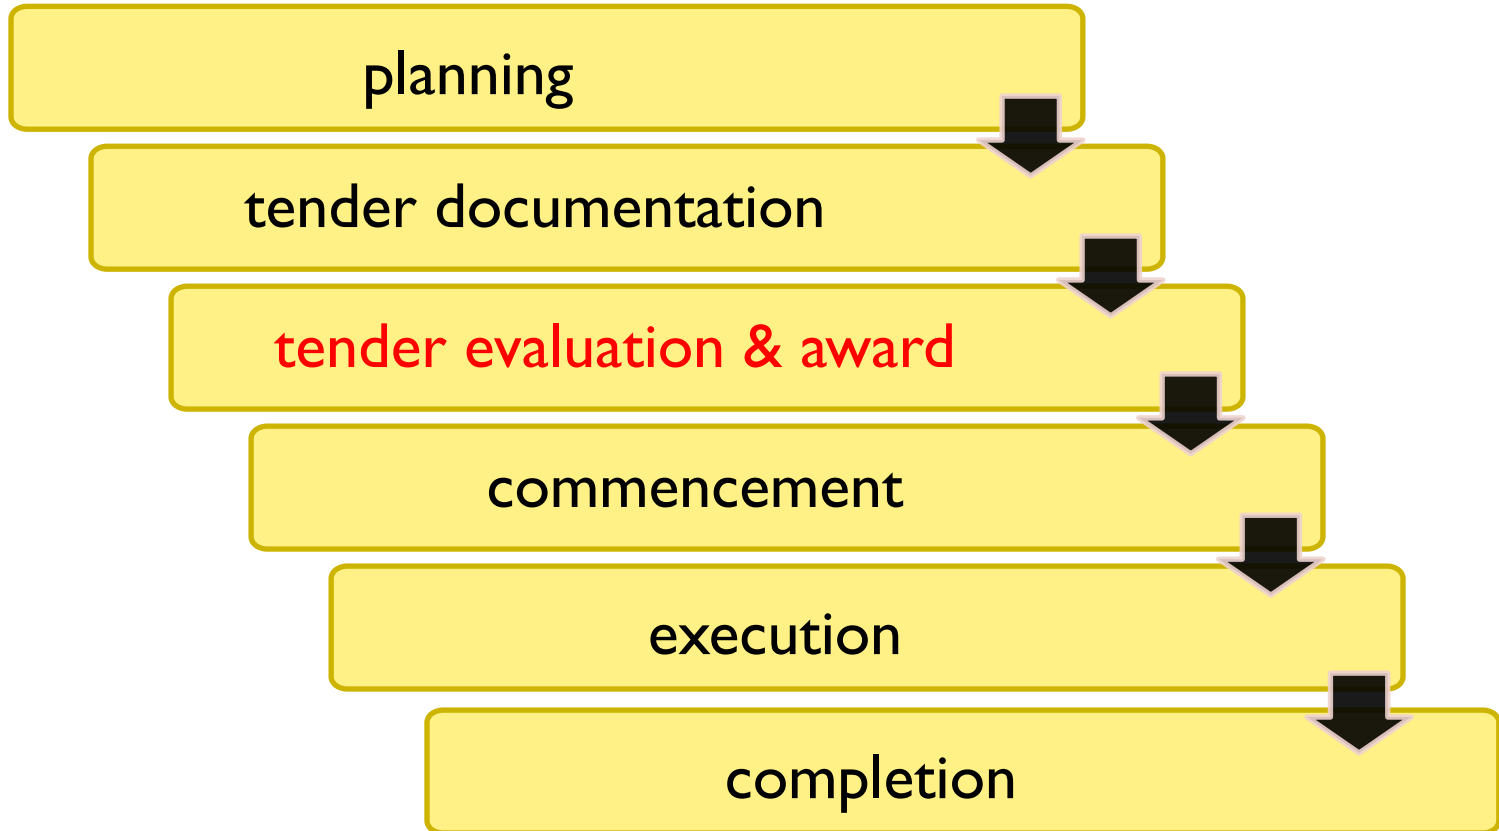 planning
tender documentation
tender evaluation & award
commencement
execution
completion